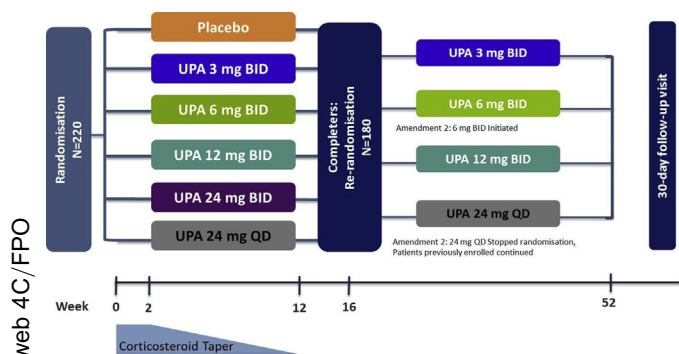 Placebo
UPA 3 mg BID
UPA 6 mg BID
UPA 12 mg BID
UPA 24 mg BID
UPA 24 mg QD
Randomisation
N=220
Completers:
Re-randomisation
N=180
UPA 3 mg BID
UPA 6 mg BID
Amendment 2: 6 mg BID Initiated
UPA 12 mg BID
UPA 24 mg QD
Amendment 2: 24 mg QD Stopped randomisation,
Patients previously enrolled continued
30-day follow-up visit
web 4C/FPO
Week 0 2 12 16 52
Corticosteroid Taper